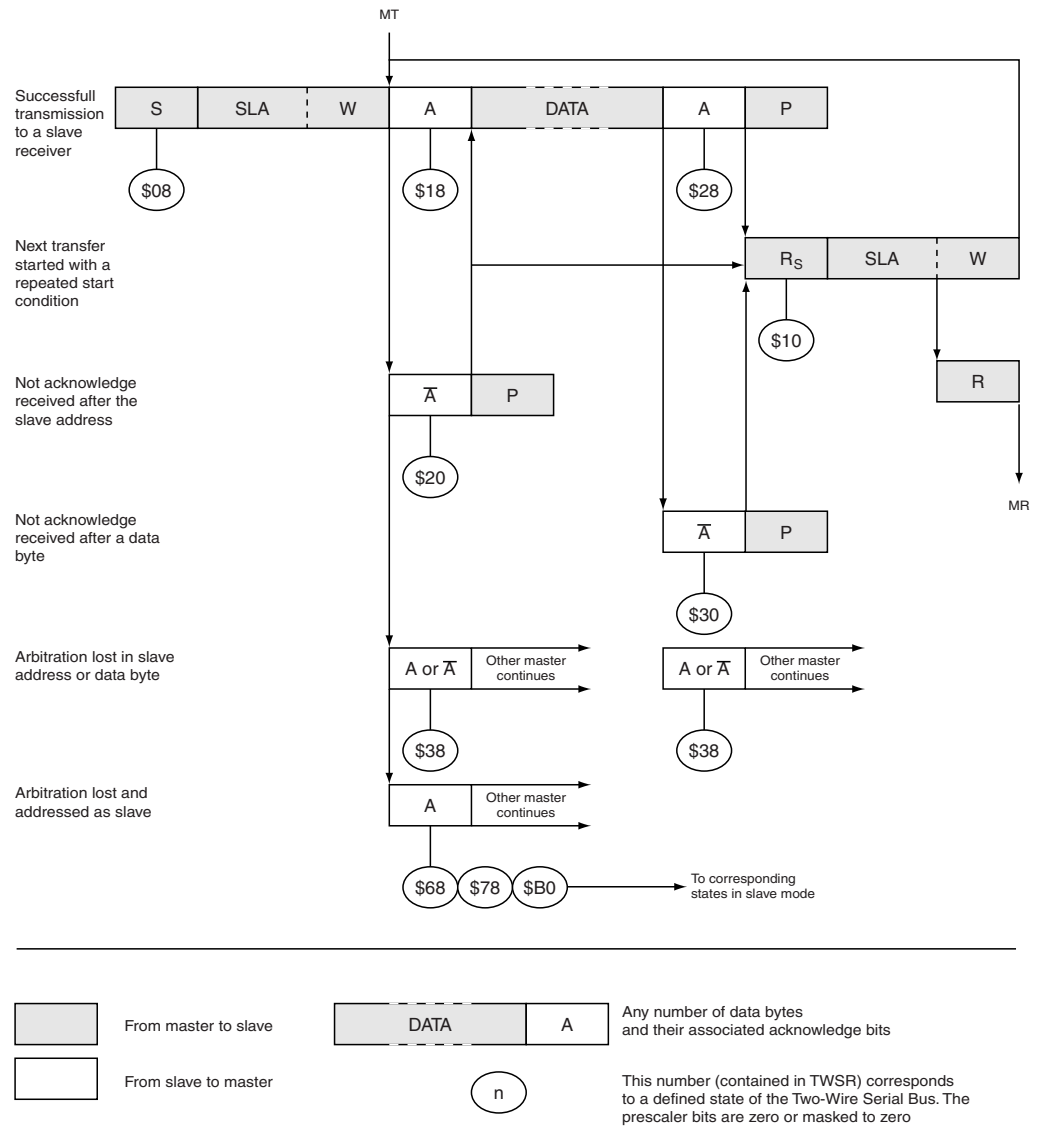 MT
Successfull
transmission
to a slave
receiver
S SLA W A DATA A P
$08 $18 $28
Next transfer
started with a
repeated start
condition
RS SLA W
$10
Not acknowledge
received after the
slave address
A̅ P
R
$20
MR
Not acknowledge
received after a data
byte
A̅ P
$30
Arbitration lost in slave
address or data byte
A or A̅ Other master
continues
A or A̅ Other master
continues
$38 $38
Arbitration lost and
addressed as slave
A Other master
continues
$68 $78 $B0 To corresponding
states in slave mode
From master to slave
DATA A
Any number of data bytes
and their associated acknowledge bits
From slave to master
n
This number (contained in TWSR) corresponds
to a defined state of the Two-Wire Serial Bus. The
prescaler bits are zero or masked to zero